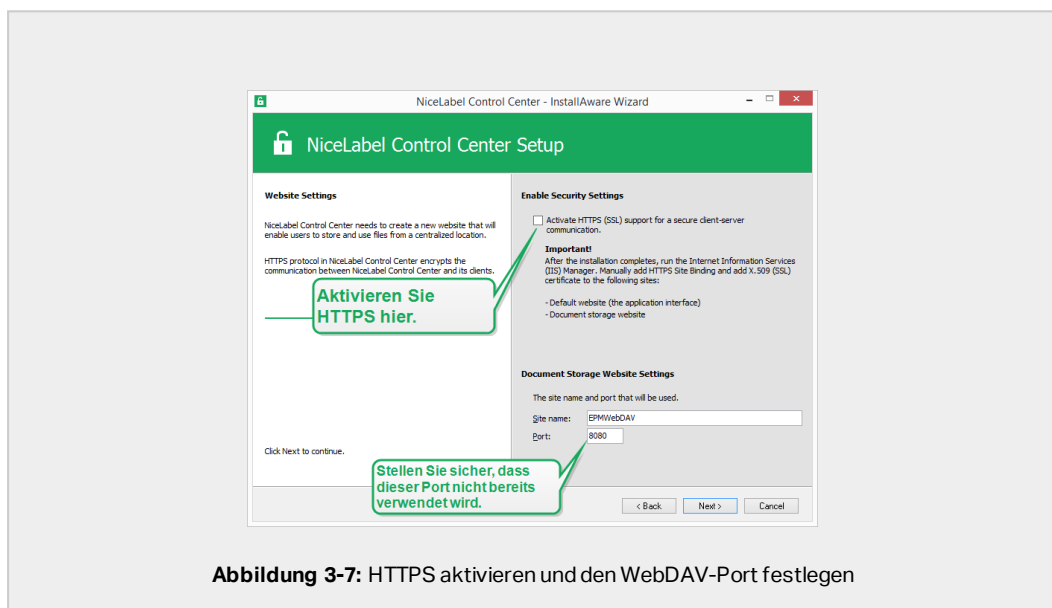 NiceLabel Control Center - InstallAware Wizard
NiceLabel Control Center Setup
Website Settings
NiceLabel Control Center needs to create a new website that will
enable users to store and use files from a centralized location.
HTTPS protocol in NiceLabel Control Center encrypts the
communication between NiceLabel Control Center and its clients.
Aktivieren Sie
HTTPS hier.
Click Next to continue.
Enable Security Settings
Activate HTTPS (SSL) support for a secure client-server
communication.
Important!
After the installation completes, run the Internet Information Services
(IIS) Manager. Manually add HTTPS Site Binding and add X.509 (SSL)
certificate to the following sites:
- Default website (the application interface)
- Document storage website
Document Storage Website Settings
The site name and port that will be used.
Site name: EPMWebDAV
Port: 8080
Stellen Sie sicher, dass
dieser Port nicht bereits
verwendet wird.
< Back Next > Cancel
Abbildung 3-7: HTTPS aktivieren und den WebDAV-Port festlegen